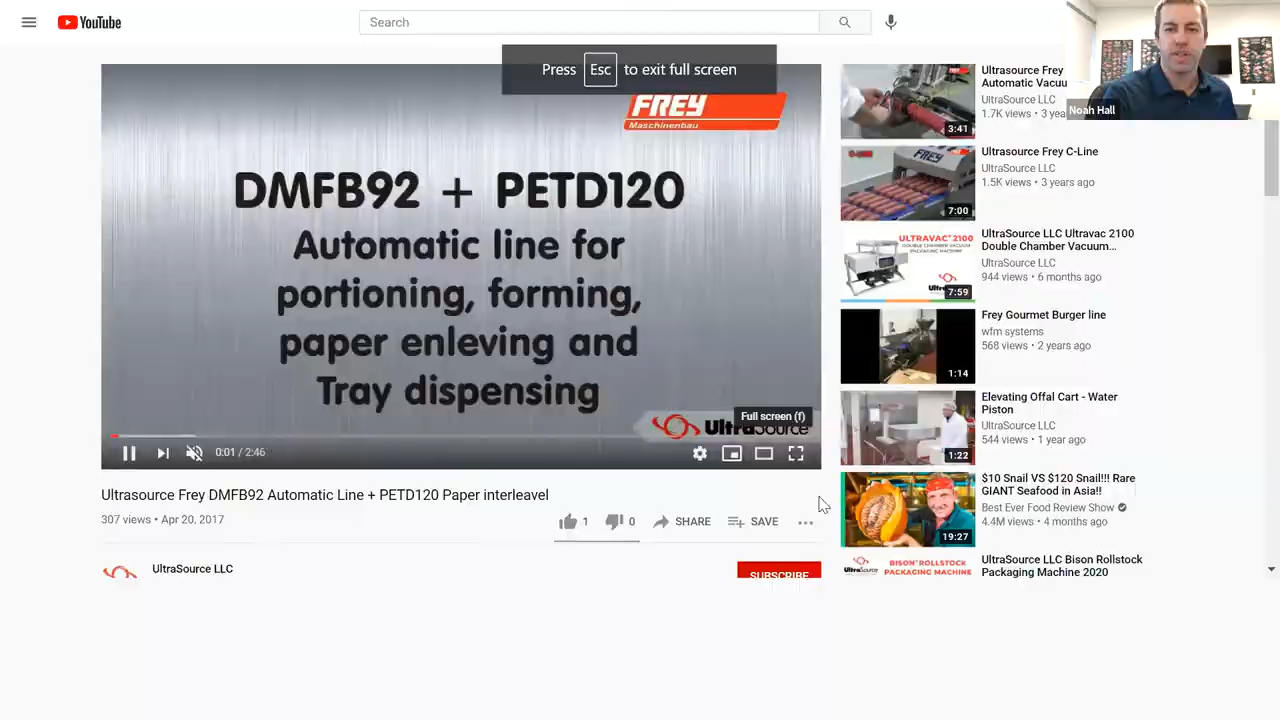 YouTube
Search
Press Esc to exit full screen
FREY
Maschinenbau
DMFB92 + PETD120
Automatic line for
portioning, forming,
paper enleving and
Tray dispensing
Full screen (f)
UltraSource
0:01 / 2:46
Ultrasource Frey DMFB92 Automatic Line + PETD120 Paper interleavel
307 views • Apr 20, 2017
1
0
SHARE
SAVE
UltraSource LLC
SUBSCRIBE
3:41
Ultrasource Frey
Automatic Vacuu
UltraSource LLC
1.7K views • 3 yea
Noah Hall
FREY
7:00
Ultrasource Frey C-Line
UltraSource LLC
1.5K views • 3 years ago
ULTRAVAC 2100
DOUBLE CHAMBER VACUUM
PACKAGING MACHINE
7:59
UltraSource LLC Ultravac 2100
Double Chamber Vacuum...
UltraSource LLC
944 views • 6 months ago
1:14
Frey Gourmet Burger line
wfm systems
568 views • 2 years ago
1:22
Elevating Offal Cart - Water
Piston
UltraSource LLC
544 views • 1 year ago
19:27
$10 Snail VS $120 Snail!!! Rare
GIANT Seafood in Asia!!
Best Ever Food Review Show
4.4M views • 4 months ago
UltraSource
BISON ROLLSTOCK
PACKAGING MACHINE
UltraSource LLC Bison Rollstock
Packaging Machine 2020